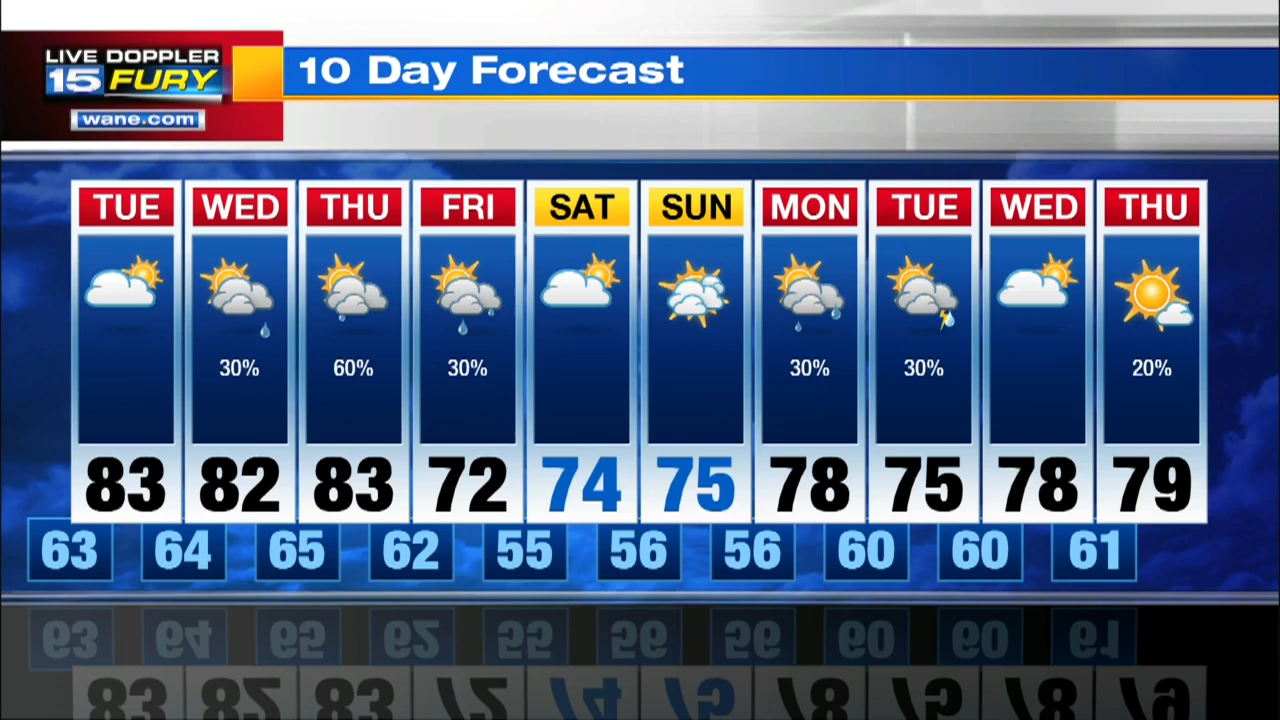 LIVE DOPPLER
15 FURY
wane.com
10 Day Forecast
TUE WED THU FRI SAT SUN MON TUE WED THU
30% 60% 30% 30% 30% 20%
83 82 83 72 74 75 78 75 78 79
63 64 65 62 55 56 56 60 60 61